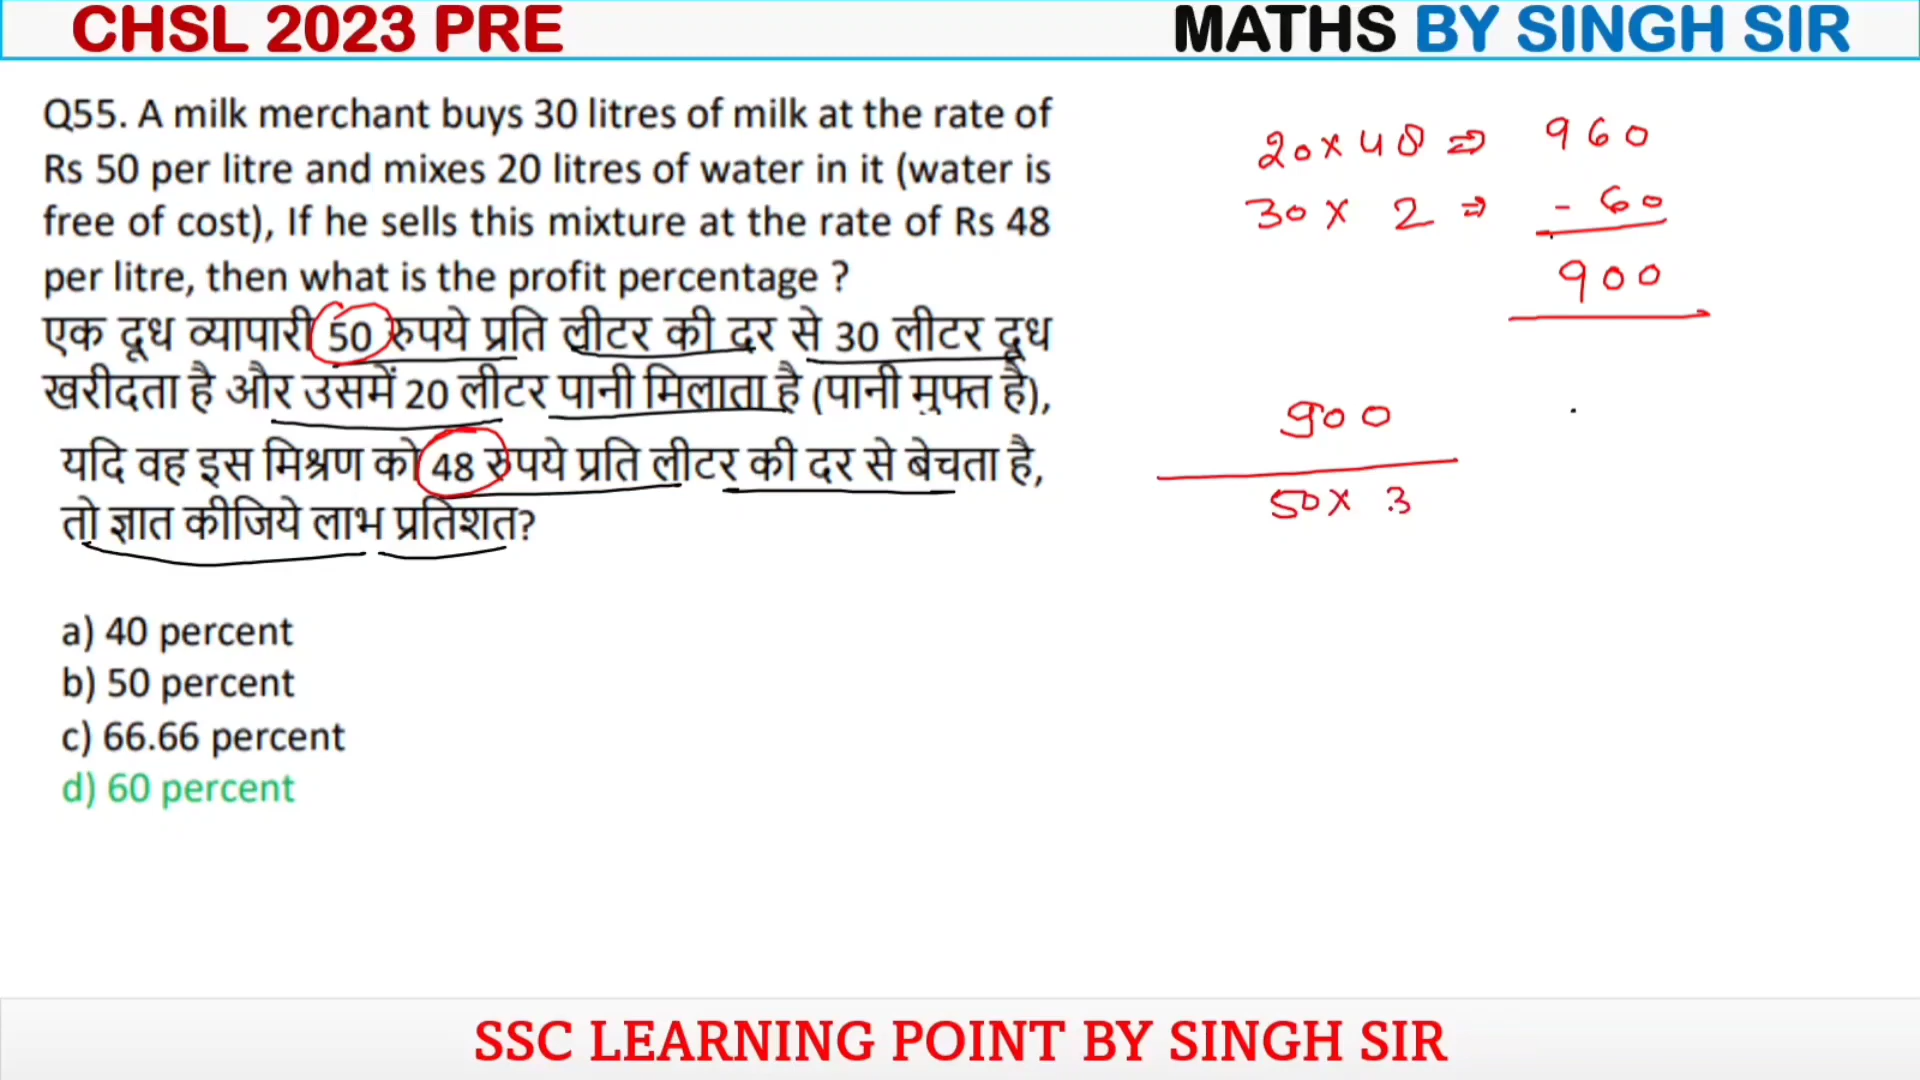 CHSL 2023 PRE
MATHS BY SINGH SIR
Q55. A milk merchant buys 30 litres of milk at the rate of
Rs 50 per litre and mixes 20 litres of water in it (water is
free of cost), If he sells this mixture at the rate of Rs 48
per litre, then what is the profit percentage ?
एक दूध व्यापारी 50 रुपये प्रति लीटर की दर से 30 लीटर दूध
खरीदता है और उसमें 20 लीटर पानी मिलाता है (पानी मुफ्त है),
यदि वह इस मिश्रण को 48 रुपये प्रति लीटर की दर से बेचता है,
तो ज्ञात कीजिये लाभ प्रतिशत?
a) 40 percent
b) 50 percent
c) 66.66 percent
d) 60 percent
20 x 48 ⇒ 960
30 x 2 ⇒ - 60
900
900
50 x 3
SSC LEARNING POINT BY SINGH SIR